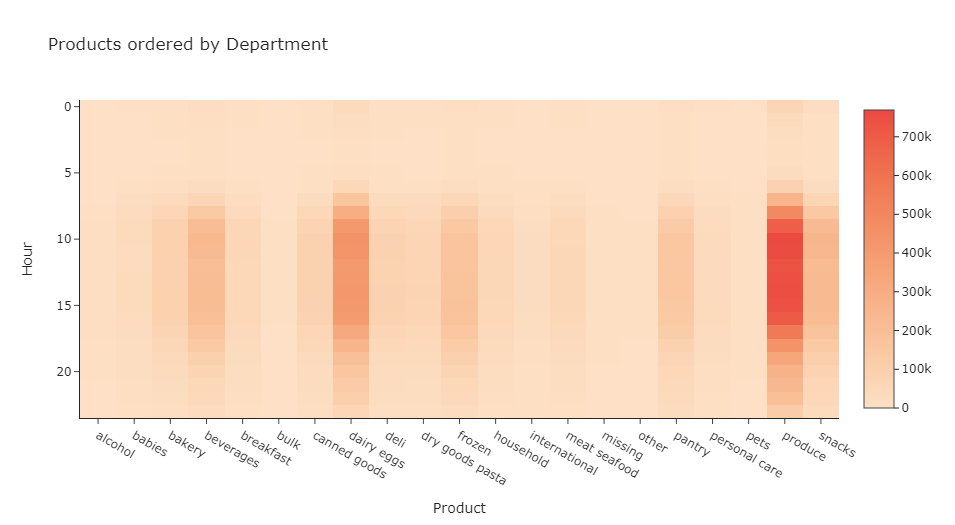 Products ordered by Department
Hour
0
5
10
15
20
700k
600k
500k
400k
300k
200k
100k
0
alcohol
babies
bakery
beverages
breakfast
bulk
canned goods
dairy eggs
deli
dry goods pasta
frozen
household
international
meat seafood
missing
other
pantry
personal care
pets
produce
snacks
Product